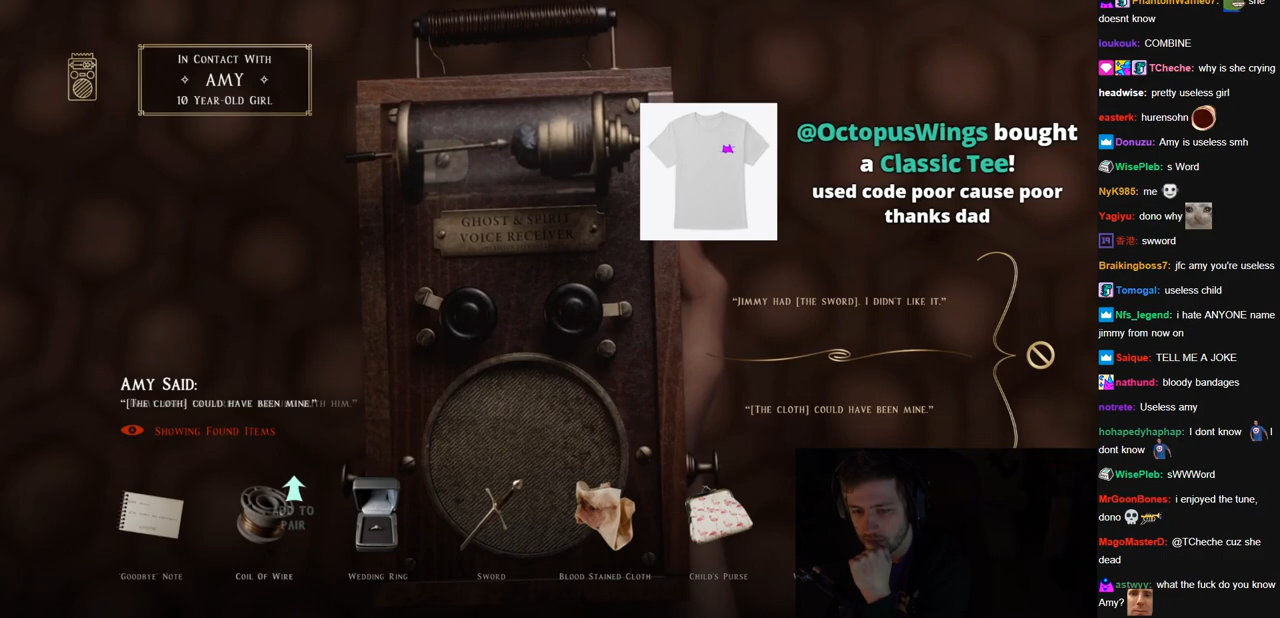 IN CONTACT WITH
AMY
10 YEAR-OLD GIRL
GHOST & SPIRIT
VOICE RECEIVER
@OctopusWings bought
a Classic Tee!
used code poor cause poor
thanks dad
"JIMMY HAD [THE SWORD]. I DIDN'T LIKE IT."
"[THE CLOTH] COULD HAVE BEEN MINE."
AMY SAID:
"[THE CLOTH] COULD HAVE BEEN MINE."
SHOWING FOUND ITEMS
ADD TO
PAIR
'GOODBYE' NOTE
COIL OF WIRE
WEDDING RING
SWORD
BLOOD STAINED CLOTH
CHILD'S PURSE
she
doesnt know
loukouk: COMBINE
TCheche: why is she crying
headwise: pretty useless girl
easterk: hurensohn
Donuzu: Amy is useless smh
WisePleb: s Word
NyK985: me
Yagiyu: dono why
19 香港: swword
Braikingboss7: jfc amy you're useless
Tomogal: useless child
Nfs_legend: i hate ANYONE name
jimmy from now on
Saique: TELL ME A JOKE
nathund: bloody bandages
notrete: Useless amy
hohapedyhaphap: I dont know I
dont know
WisePleb: sWWWord
MrGoonBones: i enjoyed the tune,
dono
MagoMasterD: @TCheche cuz she
dead
astwyy: what the fuck do you know
Amy?